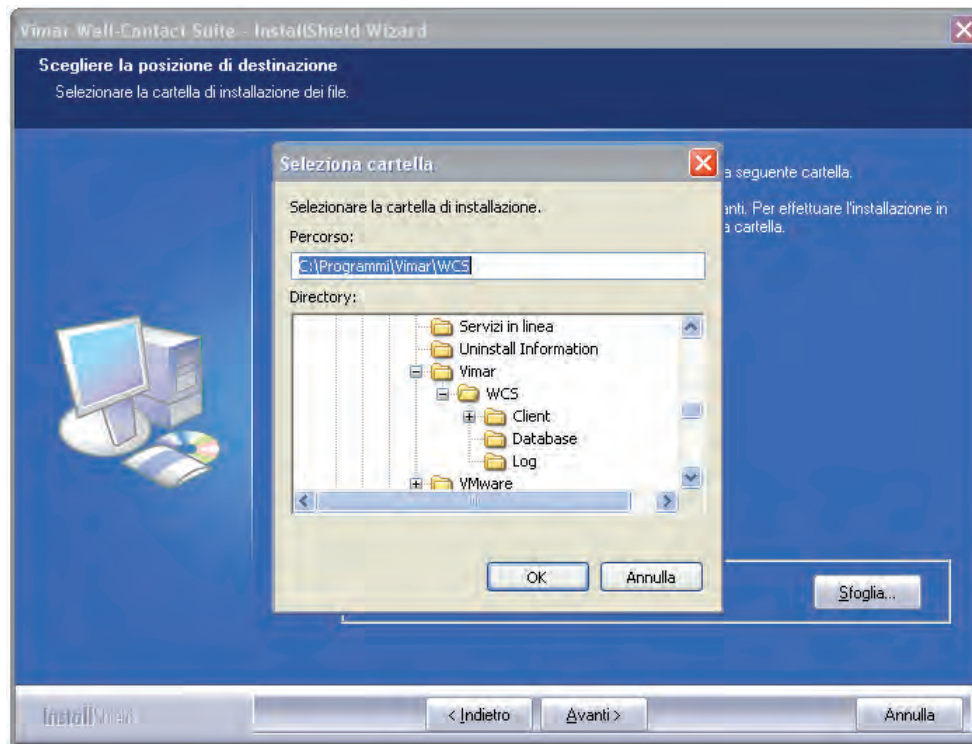 Vimar Well-Contact Suite - InstallShield Wizard
Scegliere la posizione di destinazione
Selezionare la cartella di installazione dei file.
Seleziona cartella
a seguente cartella.
Selezionare la cartella di installazione.
anti. Per effettuare l'installazione in
a cartella.
Percorso:
C:\Programmi\Vimar\WCS
Directory:
Servizi in linea
Uninstall Information
Vimar
WCS
Client
Database
Log
VMware
OK
Annulla
Sfoglia...
InstallShield
< Indietro
Avanti >
Annulla